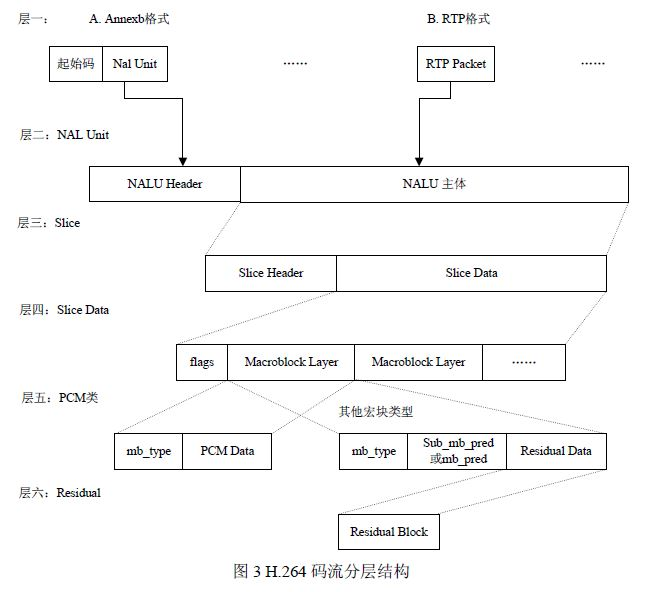 层一： A. Annexb格式 B. RTP格式
起始码 Nal Unit …… RTP Packet ……
层二：NAL Unit
NALU Header NALU 主体
层三：Slice
Slice Header Slice Data
层四：Slice Data
flags Macroblock Layer Macroblock Layer ……
层五：PCM类
其他宏块类型
mb_type PCM Data mb_type Sub_mb_pred
或mb_pred Residual Data
层六：Residual
Residual Block
图 3 H.264 码流分层结构